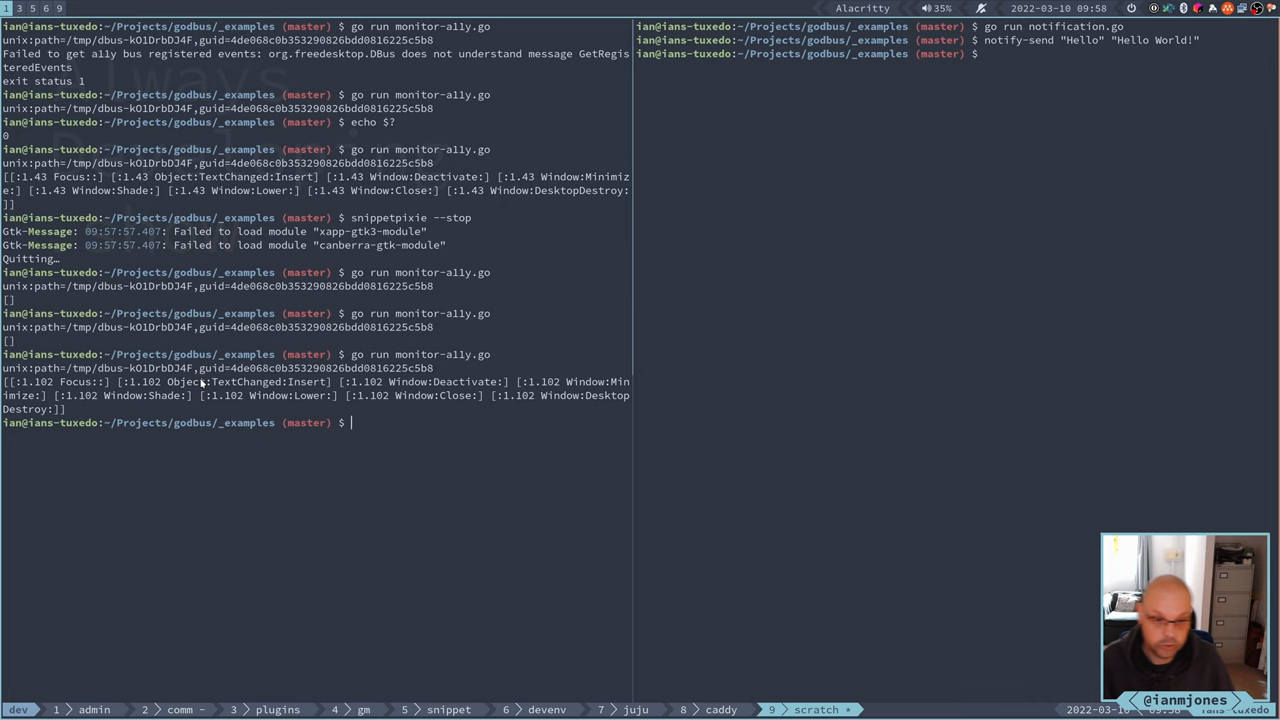 1 3 5 6 9
Alacritty 35% 2022-03-10 09:58
ian@ians-tuxedo:~/Projects/godbus/_examples (master) $ go run monitor-a11y.go
unix:path=/tmp/dbus-kO1DrbDJ4F,guid=4de068c0b353290826bdd0816225c5b8
Failed to get a11y bus registered events: org.freedesktop.DBus does not understand message GetRegis
teredEvents
exit status 1
ian@ians-tuxedo:~/Projects/godbus/_examples (master) $ go run monitor-a11y.go
unix:path=/tmp/dbus-kO1DrbDJ4F,guid=4de068c0b353290826bdd0816225c5b8
ian@ians-tuxedo:~/Projects/godbus/_examples (master) $ echo $?
0
ian@ians-tuxedo:~/Projects/godbus/_examples (master) $ go run monitor-a11y.go
unix:path=/tmp/dbus-kO1DrbDJ4F,guid=4de068c0b353290826bdd0816225c5b8
[[:1.43 Focus::] [:1.43 Object:TextChanged:Insert] [:1.43 Window:Deactivate:] [:1.43 Window:Minimiz
e:] [:1.43 Window:Shade:] [:1.43 Window:Lower:] [:1.43 Window:Close:] [:1.43 Window:DesktopDestroy:
]]
ian@ians-tuxedo:~/Projects/godbus/_examples (master) $ snippetpixie --stop
Gtk-Message: 09:57:57.407: Failed to load module "xapp-gtk3-module"
Gtk-Message: 09:57:57.407: Failed to load module "canberra-gtk-module"
Quitting…
ian@ians-tuxedo:~/Projects/godbus/_examples (master) $ go run monitor-a11y.go
unix:path=/tmp/dbus-kO1DrbDJ4F,guid=4de068c0b353290826bdd0816225c5b8
[]
ian@ians-tuxedo:~/Projects/godbus/_examples (master) $ go run monitor-a11y.go
unix:path=/tmp/dbus-kO1DrbDJ4F,guid=4de068c0b353290826bdd0816225c5b8
[]
ian@ians-tuxedo:~/Projects/godbus/_examples (master) $ go run monitor-a11y.go
unix:path=/tmp/dbus-kO1DrbDJ4F,guid=4de068c0b353290826bdd0816225c5b8
[[:1.102 Focus::] [:1.102 Object:TextChanged:Insert] [:1.102 Window:Deactivate:] [:1.102 Window:Min
imize:] [:1.102 Window:Shade:] [:1.102 Window:Lower:] [:1.102 Window:Close:] [:1.102 Window:Desktop
Destroy:]]
ian@ians-tuxedo:~/Projects/godbus/_examples (master) $
ian@ians-tuxedo:~/Projects/godbus/_examples (master) $ go run notification.go
ian@ians-tuxedo:~/Projects/godbus/_examples (master) $ notify-send "Hello" "Hello World!"
ian@ians-tuxedo:~/Projects/godbus/_examples (master) $
@ianmjones
dev 1 admin 2 comm - 3 plugins 4 gm 5 snippet 6 devenv 7 juju 8 caddy 9 scratch *